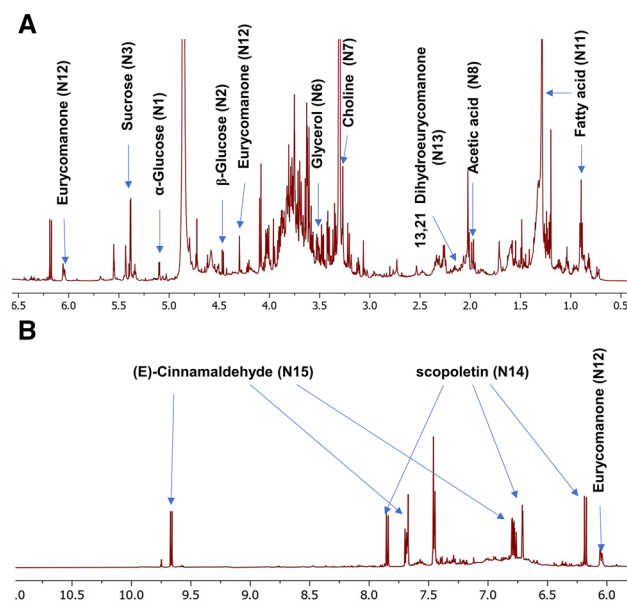 A
Eurycomanone (N12)
Sucrose (N3)
α-Glucose (N1)
β-Glucose (N2)
Eurycomanone (N12)
Glycerol (N6)
Choline (N7)
13,21 Dihydroeurycomanone
(N13)
Acetic acid (N8)
Fatty acid (N11)
6.5 6.0 5.5 5.0 4.5 4.0 3.5 3.0 2.5 2.0 1.5 1.0 0.5
B
(E)-Cinnamaldehyde (N15)
scopoletin (N14)
Eurycomanone (N12)
.0 10.5 10.0 9.5 9.0 8.5 8.0 7.5 7.0 6.5 6.0